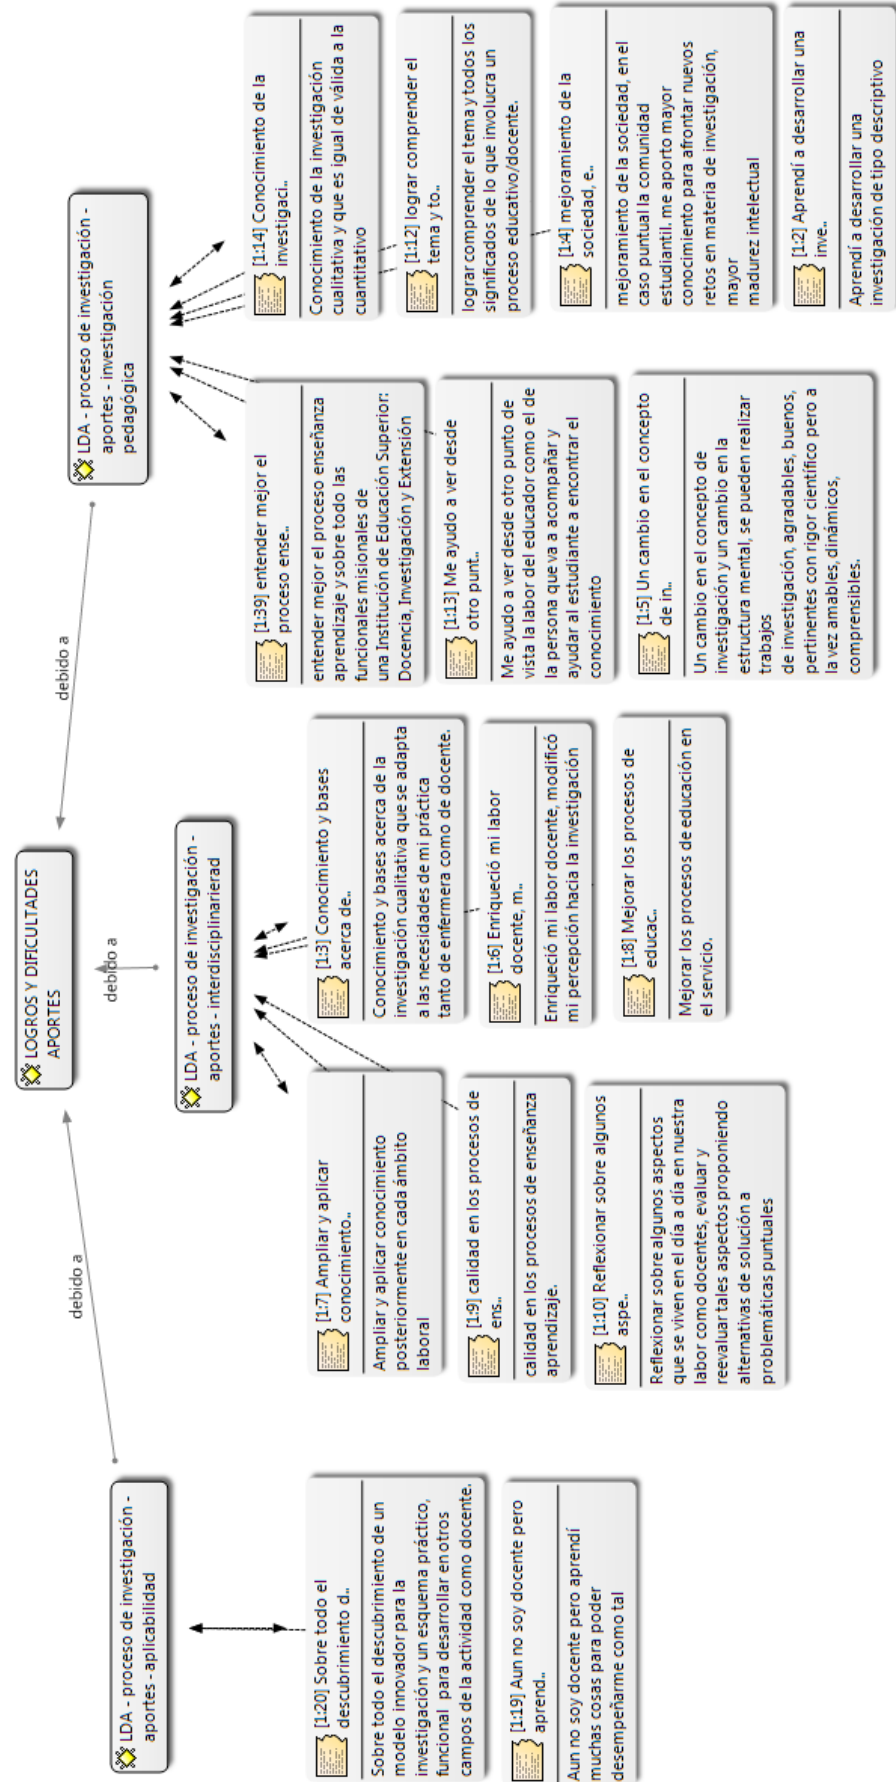 LOGROS Y DIFICULTADES
APORTES
debido a
debido a
debido a
LDA - proceso de investigación -
aportes - aplicabilidad
[1:20] Sobre todo el
descubrimiento d..
Sobre todo el descubrimiento de un
modelo innovador para la
investigación y un esquema práctico,
funcional para desarrollar en otros
campos de la actividad como docente.
[1:19] Aun no soy docente pero
aprend..
Aun no soy docente pero aprendí
muchas cosas para poder
desempeñarme como tal
LDA - proceso de investigación -
aportes - interdisciplinarierad
[1:7] Ampliar y aplicar
conocimiento..
Ampliar y aplicar conocimiento
posteriormente en cada ámbito
laboral
[1:9] calidad en los procesos de
ens..
calidad en los procesos de enseñanza
aprendizaje.
[1:10] Reflexionar sobre algunos
aspe..
Reflexionar sobre algunos aspectos
que se viven en el día a día en nuestra
labor como docentes, evaluar y
reevaluar tales aspectos proponiendo
alternativas de solución a
problemáticas puntuales
[1:3] Conocimiento y bases
acerca de..
Conocimiento y bases acerca de la
investigación cualitativa que se adapta
a las necesidades de mi práctica
tanto de enfermera como de docente.
[1:6] Enriqueció mi labor
docente, m..
Enriqueció mi labor docente, modificó
mi percepción hacia la investigación
[1:8] Mejorar los procesos de
educac..
Mejorar los procesos de educación en
el servicio.
LDA - proceso de investigación -
aportes - investigación
pedagógica
[1:39] entender mejor el
proceso ense..
entender mejor el proceso enseñanza
aprendizaje y sobre todo las
funcionales misionales de
una Institución de Educación Superior:
Docencia, Investigación y Extensión
[1:13] Me ayudo a ver desde
otro punt..
Me ayudo a ver desde otro punto de
vista la labor del educador como el de
la persona que va a acompañar y
ayudar al estudiante a encontrar el
conocimiento
[1:5] Un cambio en el concepto
de in..
Un cambio en el concepto de
investigación y un cambio en la
estructura mental, se pueden realizar
trabajos
de investigación, agradables, buenos,
pertinentes con rigor científico pero a
la vez amables, dinámicos,
comprensibles.
[1:14] Conocimiento de la
investigaci..
Conocimiento de la investigación
cualitativa y que es igual de válida a la
cuantitativo
[1:12] lograr comprender el
tema y to..
lograr comprender el tema y todos los
significados de lo que involucra un
proceso educativo/docente.
[1:4] mejoramiento de la
sociedad, e..
mejoramiento de la sociedad, en el
caso puntual la comunidad
estudiantil. me aporto mayor
conocimiento para afrontar nuevos
retos en materia de investigación,
mayor
madurez intelectual
[1:2] Aprendí a desarrollar una
inve..
Aprendí a desarrollar una
investigación de tipo descriptivo